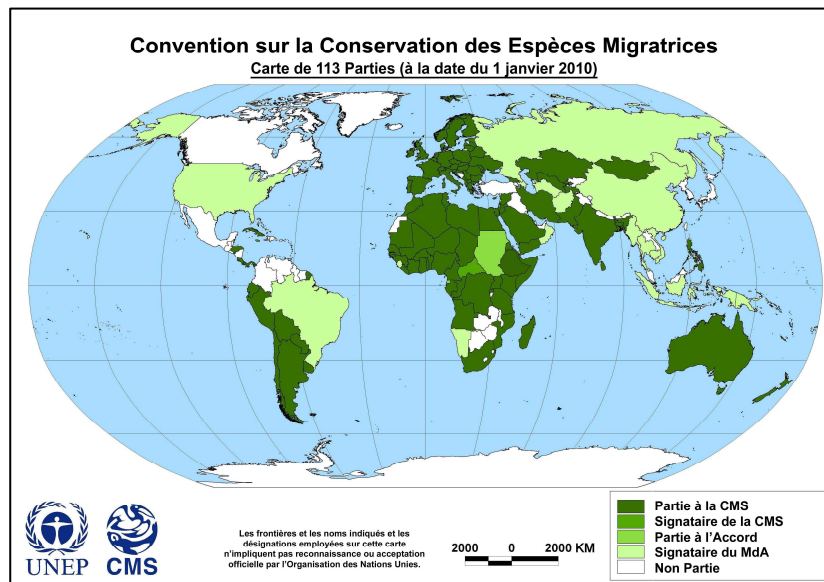 Convention sur la Conservation des Espèces Migratrices
Carte de 113 Parties (à la date du 1 janvier 2010)
UNEP
CMS
Les frontières et les noms indiqués et les
désignations employées sur cette carte
n'impliquent pas reconnaissance ou acceptation
officielle par l'Organisation des Nations Unies.
2000 0 2000 KM
Partie à la CMS
Signataire de la CMS
Partie à l'Accord
Signataire du MdA
Non Partie